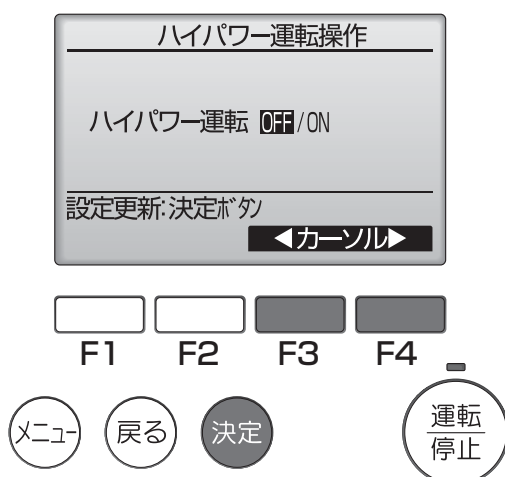 ハイパワー運転操作
ハイパワー運転 OFF/ON
設定更新:決定ボタン
◀カーソル▶
F1 F2 F3 F4
メニュー 戻る 決定 運転
停止